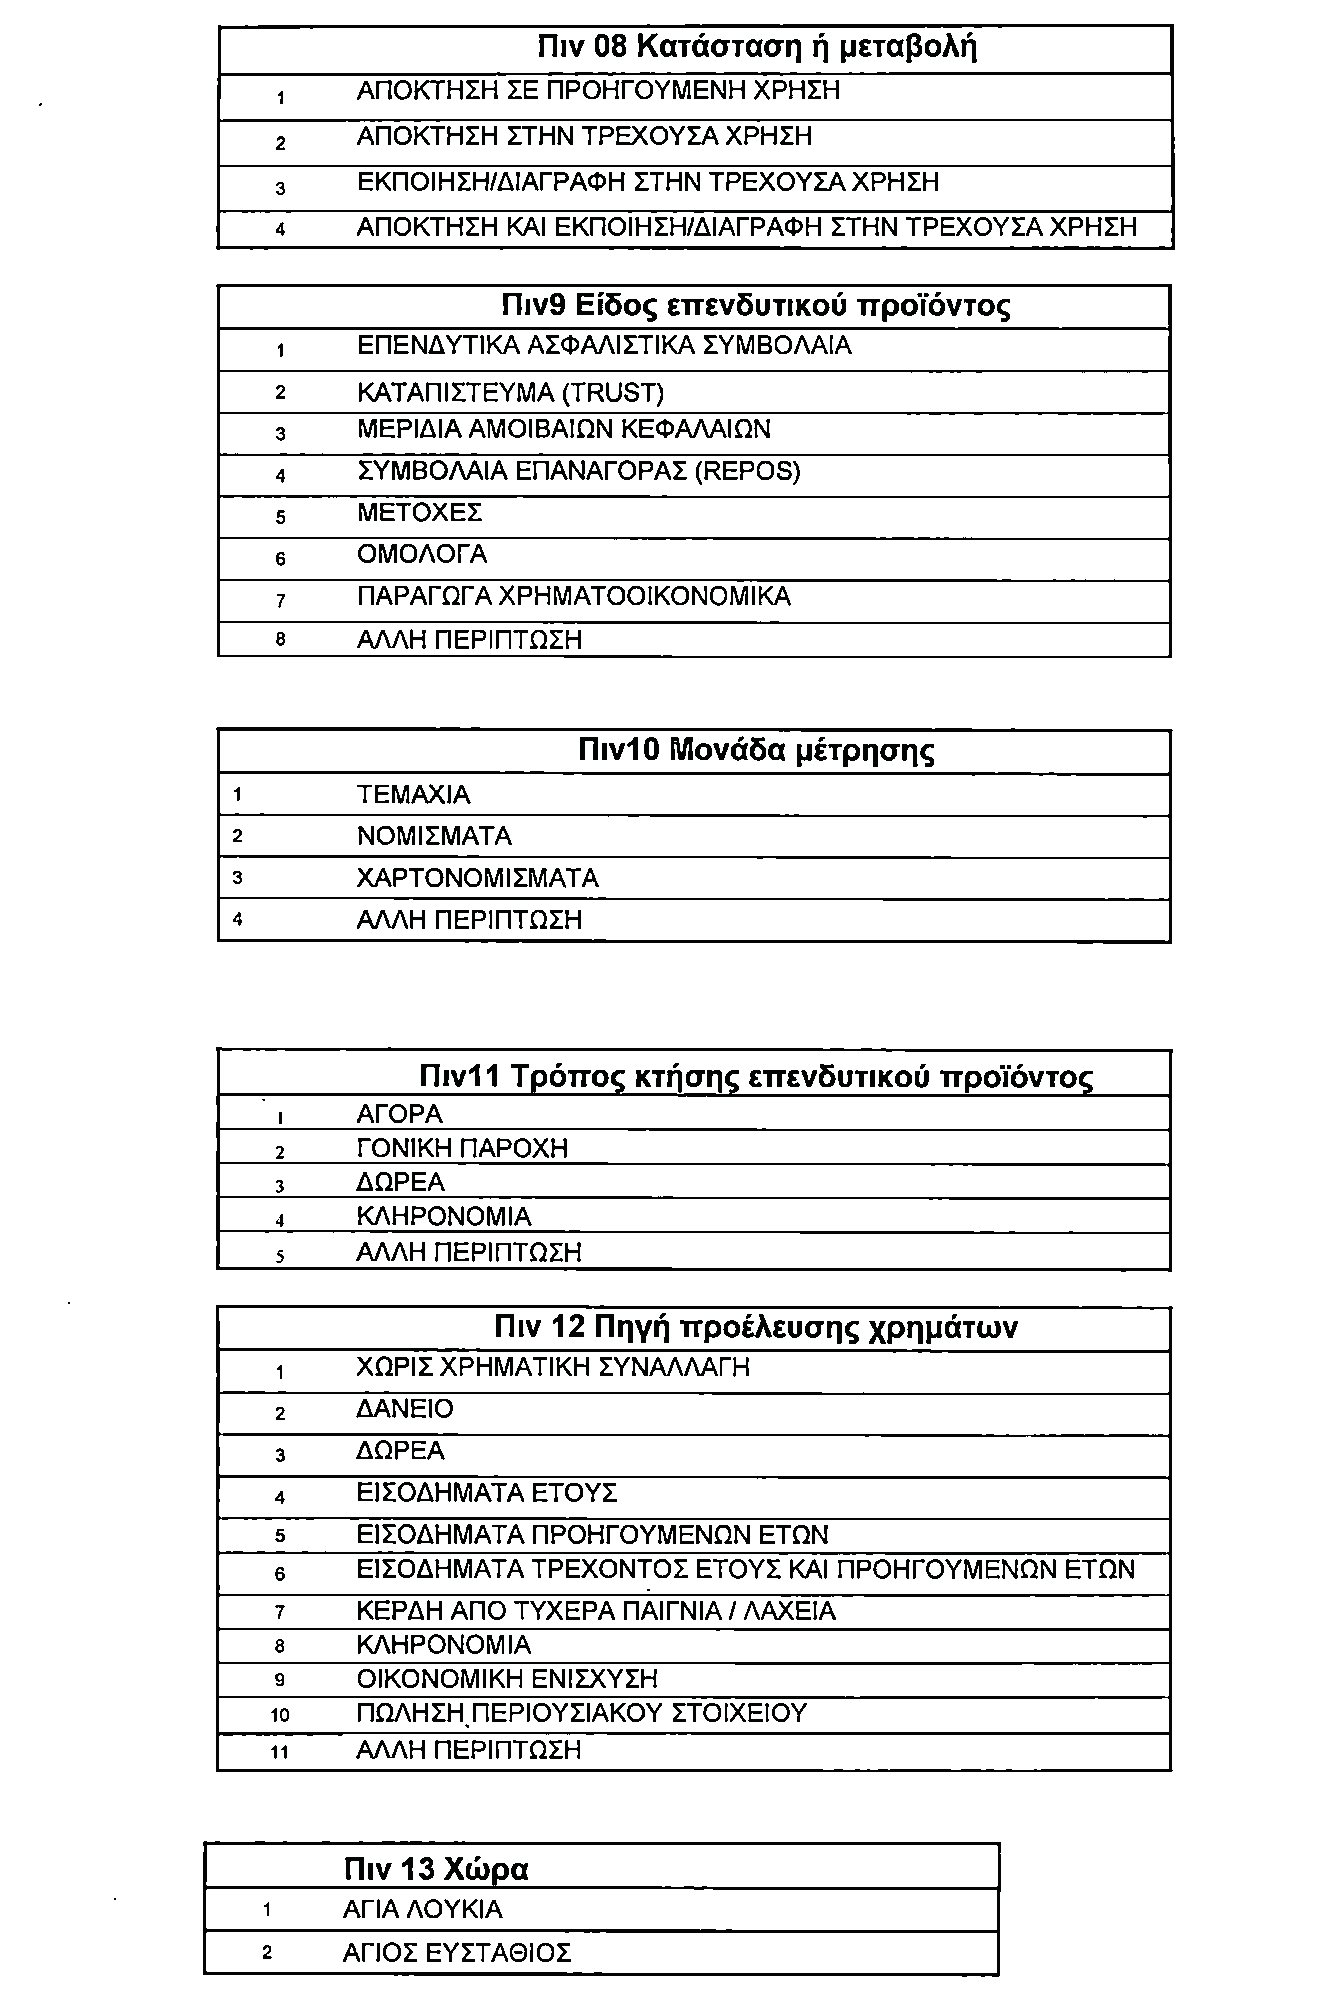 Πιν 08 Κατάσταση ή μεταβολή
1 ΑΠΟΚΤΗΣΗ ΣΕ ΠΡΟΗΓΟΥΜΕΝΗ ΧΡΗΣΗ
2 ΑΠΟΚΤΗΣΗ ΣΤΗΝ ΤΡΕΧΟΥΣΑ ΧΡΗΣΗ
3 ΕΚΠΟΙΗΣΗ/ΔΙΑΓΡΑΦΗ ΣΤΗΝ ΤΡΕΧΟΥΣΑ ΧΡΗΣΗ
4 ΑΠΟΚΤΗΣΗ ΚΑΙ ΕΚΠΟΙΗΣΗ/ΔΙΑΓΡΑΦΗ ΣΤΗΝ ΤΡΕΧΟΥΣΑ ΧΡΗΣΗ
Πιν9 Είδος επενδυτικού προϊόντος
1 ΕΠΕΝΔΥΤΙΚΑ ΑΣΦΑΛΙΣΤΙΚΑ ΣΥΜΒΟΛΑΙΑ
2 ΚΑΤΑΠΙΣΤΕΥΜΑ (TRUST)
3 ΜΕΡΙΔΙΑ ΑΜΟΙΒΑΙΩΝ ΚΕΦΑΛΑΙΩΝ
4 ΣΥΜΒΟΛΑΙΑ ΕΠΑΝΑΓΟΡΑΣ (REPOS)
5 ΜΕΤΟΧΕΣ
6 ΟΜΟΛΟΓΑ
7 ΠΑΡΑΓΩΓΑ ΧΡΗΜΑΤΟΟΙΚΟΝΟΜΙΚΑ
8 ΑΛΛΗ ΠΕΡΙΠΤΩΣΗ
Πιν10 Μονάδα μέτρησης
1 ΤΕΜΑΧΙΑ
2 ΝΟΜΙΣΜΑΤΑ
3 ΧΑΡΤΟΝΟΜΙΣΜΑΤΑ
4 ΑΛΛΗ ΠΕΡΙΠΤΩΣΗ
Πιν11 Τρόπος κτήσης επενδυτικού προϊόντος
1 ΑΓΟΡΑ
2 ΓΟΝΙΚΗ ΠΑΡΟΧΗ
3 ΔΩΡΕΑ
4 ΚΛΗΡΟΝΟΜΙΑ
5 ΑΛΛΗ ΠΕΡΙΠΤΩΣΗ
Πιν 12 Πηγή προέλευσης χρημάτων
1 ΧΩΡΙΣ ΧΡΗΜΑΤΙΚΗ ΣΥΝΑΛΛΑΓΗ
2 ΔΑΝΕΙΟ
3 ΔΩΡΕΑ
4 ΕΙΣΟΔΗΜΑΤΑ ΕΤΟΥΣ
5 ΕΙΣΟΔΗΜΑΤΑ ΠΡΟΗΓΟΥΜΕΝΩΝ ΕΤΩΝ
6 ΕΙΣΟΔΗΜΑΤΑ ΤΡΕΧΟΝΤΟΣ ΕΤΟΥΣ ΚΑΙ ΠΡΟΗΓΟΥΜΕΝΩΝ ΕΤΩΝ
7 ΚΕΡΔΗ ΑΠΟ ΤΥΧΕΡΑ ΠΑΙΓΝΙΑ / ΛΑΧΕΙΑ
8 ΚΛΗΡΟΝΟΜΙΑ
9 ΟΙΚΟΝΟΜΙΚΗ ΕΝΙΣΧΥΣΗ
10 ΠΩΛΗΣΗ ΠΕΡΙΟΥΣΙΑΚΟΥ ΣΤΟΙΧΕΙΟΥ
11 ΑΛΛΗ ΠΕΡΙΠΤΩΣΗ
Πιν 13 Χώρα
1 ΑΓΙΑ ΛΟΥΚΙΑ
2 ΑΓΙΟΣ ΕΥΣΤΑΘΙΟΣ